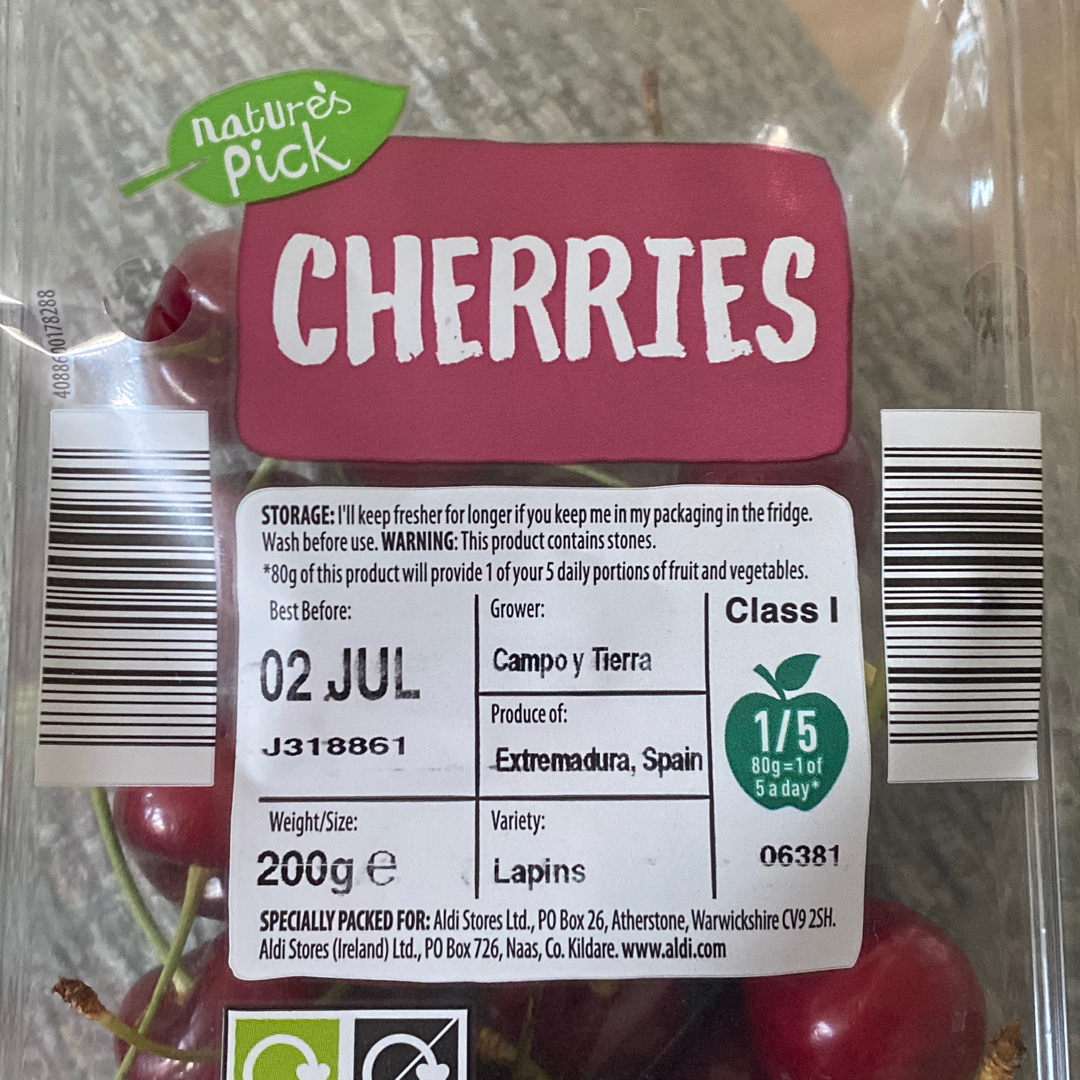 nature's
pick
CHERRIES
4088600178288
STORAGE: I'll keep fresher for longer if you keep me in my packaging in the fridge.
Wash before use. WARNING: This product contains stones.
*80g of this product will provide 1 of your 5 daily portions of fruit and vegetables.
Best Before:
02 JUL
J318861
Grower:
Campo y Tierra
Produce of:
Extremadura, Spain
Class I
1/5
80g=1 of
5 a day*
Weight/Size:
200g ℮
Variety:
Lapins
06381
SPECIALLY PACKED FOR: Aldi Stores Ltd., PO Box 26, Atherstone, Warwickshire CV9 2SH.
Aldi Stores (Ireland) Ltd., PO Box 726, Naas, Co. Kildare. www.aldi.com